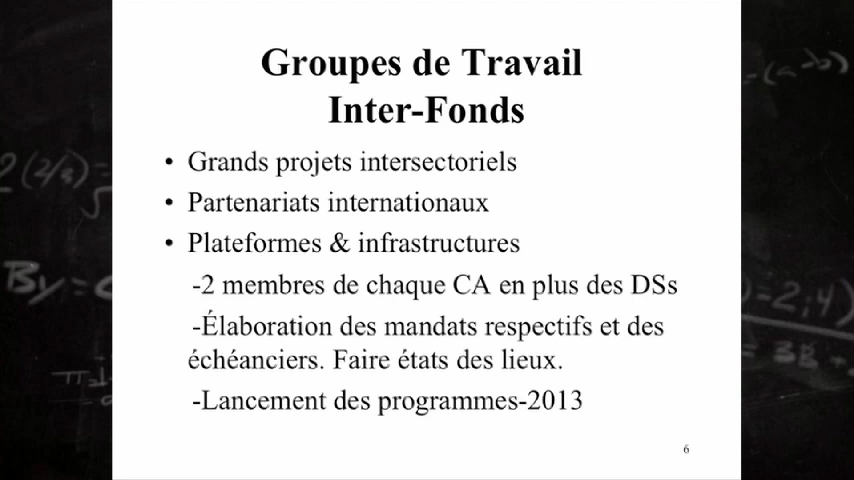 Groupes de Travail
Inter-Fonds
• Grands projets intersectoriels
• Partenariats internationaux
• Plateformes & infrastructures
-2 membres de chaque CA en plus des DSs
-Élaboration des mandats respectifs et des
échéanciers. Faire états des lieux.
-Lancement des programmes-2013
6